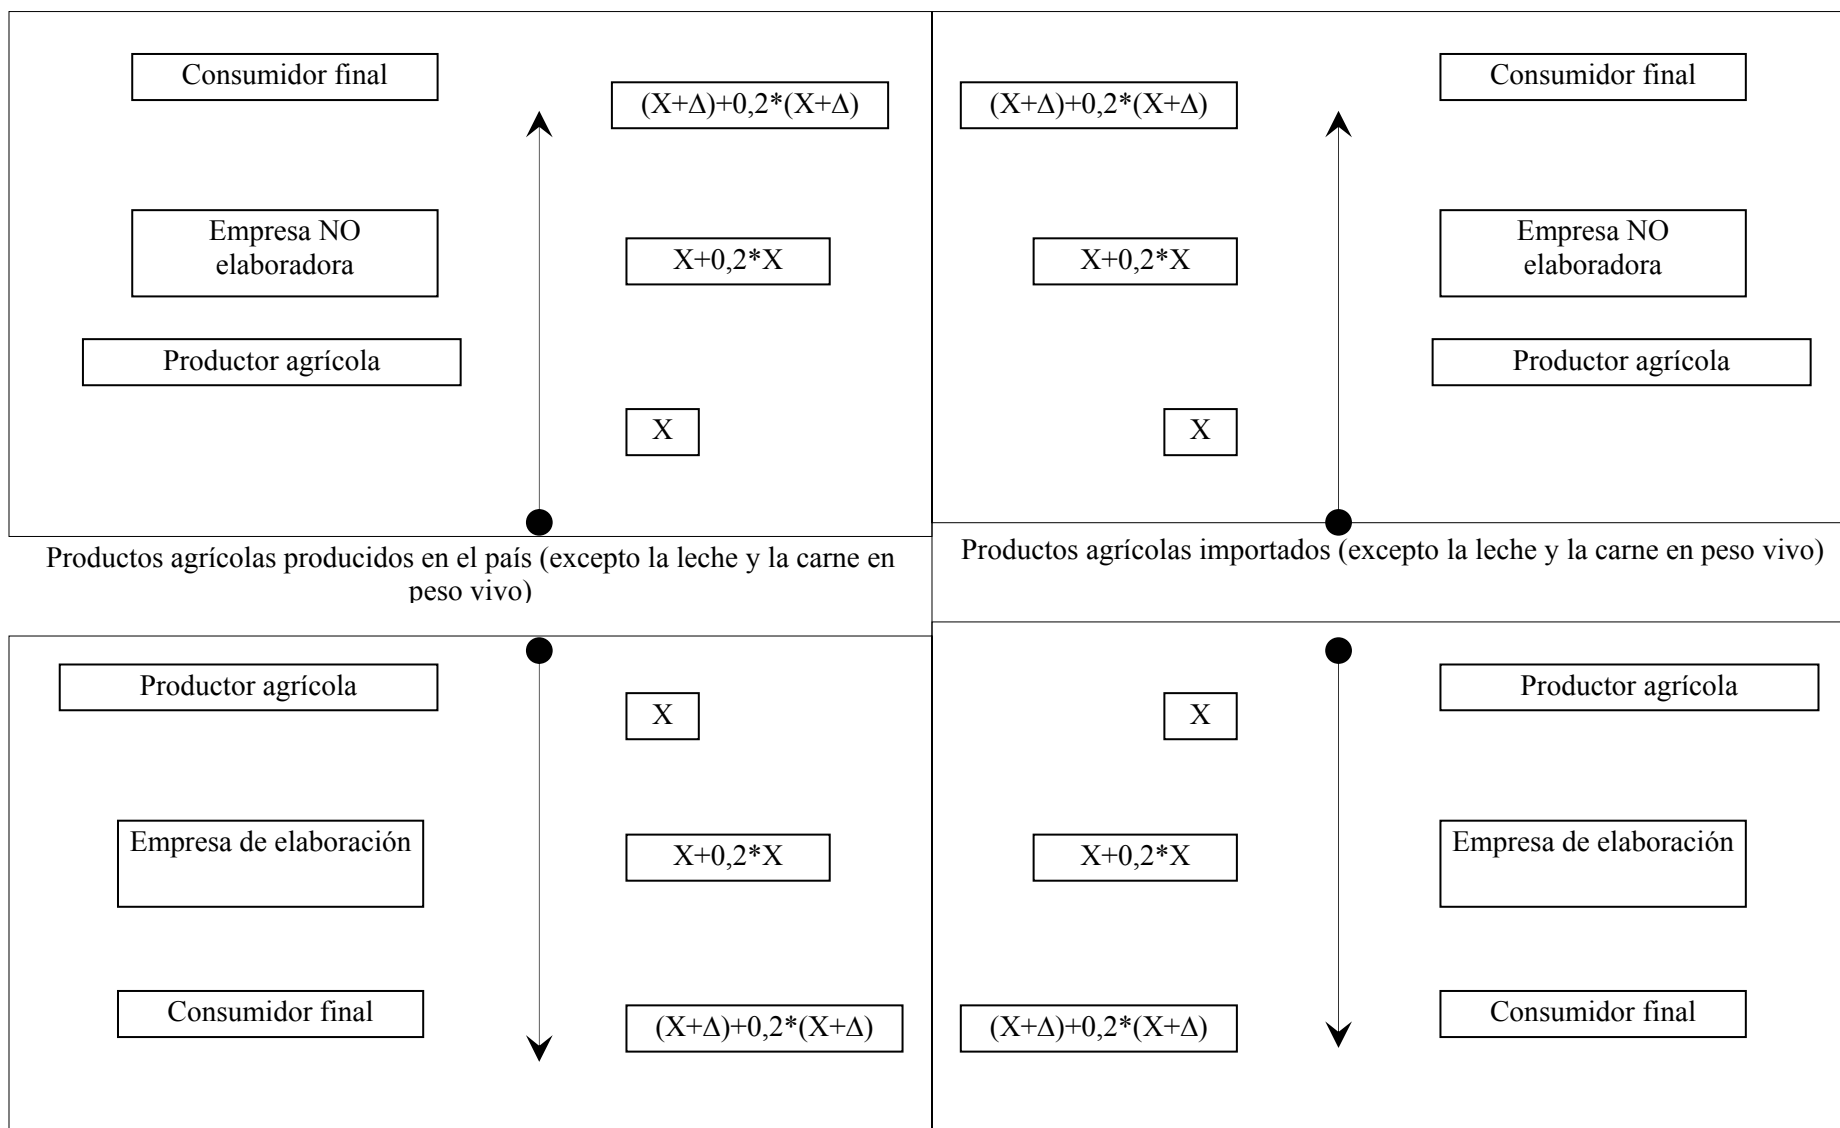 Consumidor final
(X+Δ)+0,2*(X+Δ)
Empresa NO
elaboradora
X+0,2*X
Productor agrícola
X
Productos agrícolas producidos en el país (excepto la leche y la carne en
peso vivo)
Consumidor final
(X+Δ)+0,2*(X+Δ)
Empresa NO
elaboradora
X+0,2*X
Productor agrícola
X
Productos agrícolas importados (excepto la leche y la carne en peso vivo)
Productor agrícola
X
Empresa de elaboración
X+0,2*X
Consumidor final
(X+Δ)+0,2*(X+Δ)
Productor agrícola
X
Empresa de elaboración
X+0,2*X
Consumidor final
(X+Δ)+0,2*(X+Δ)